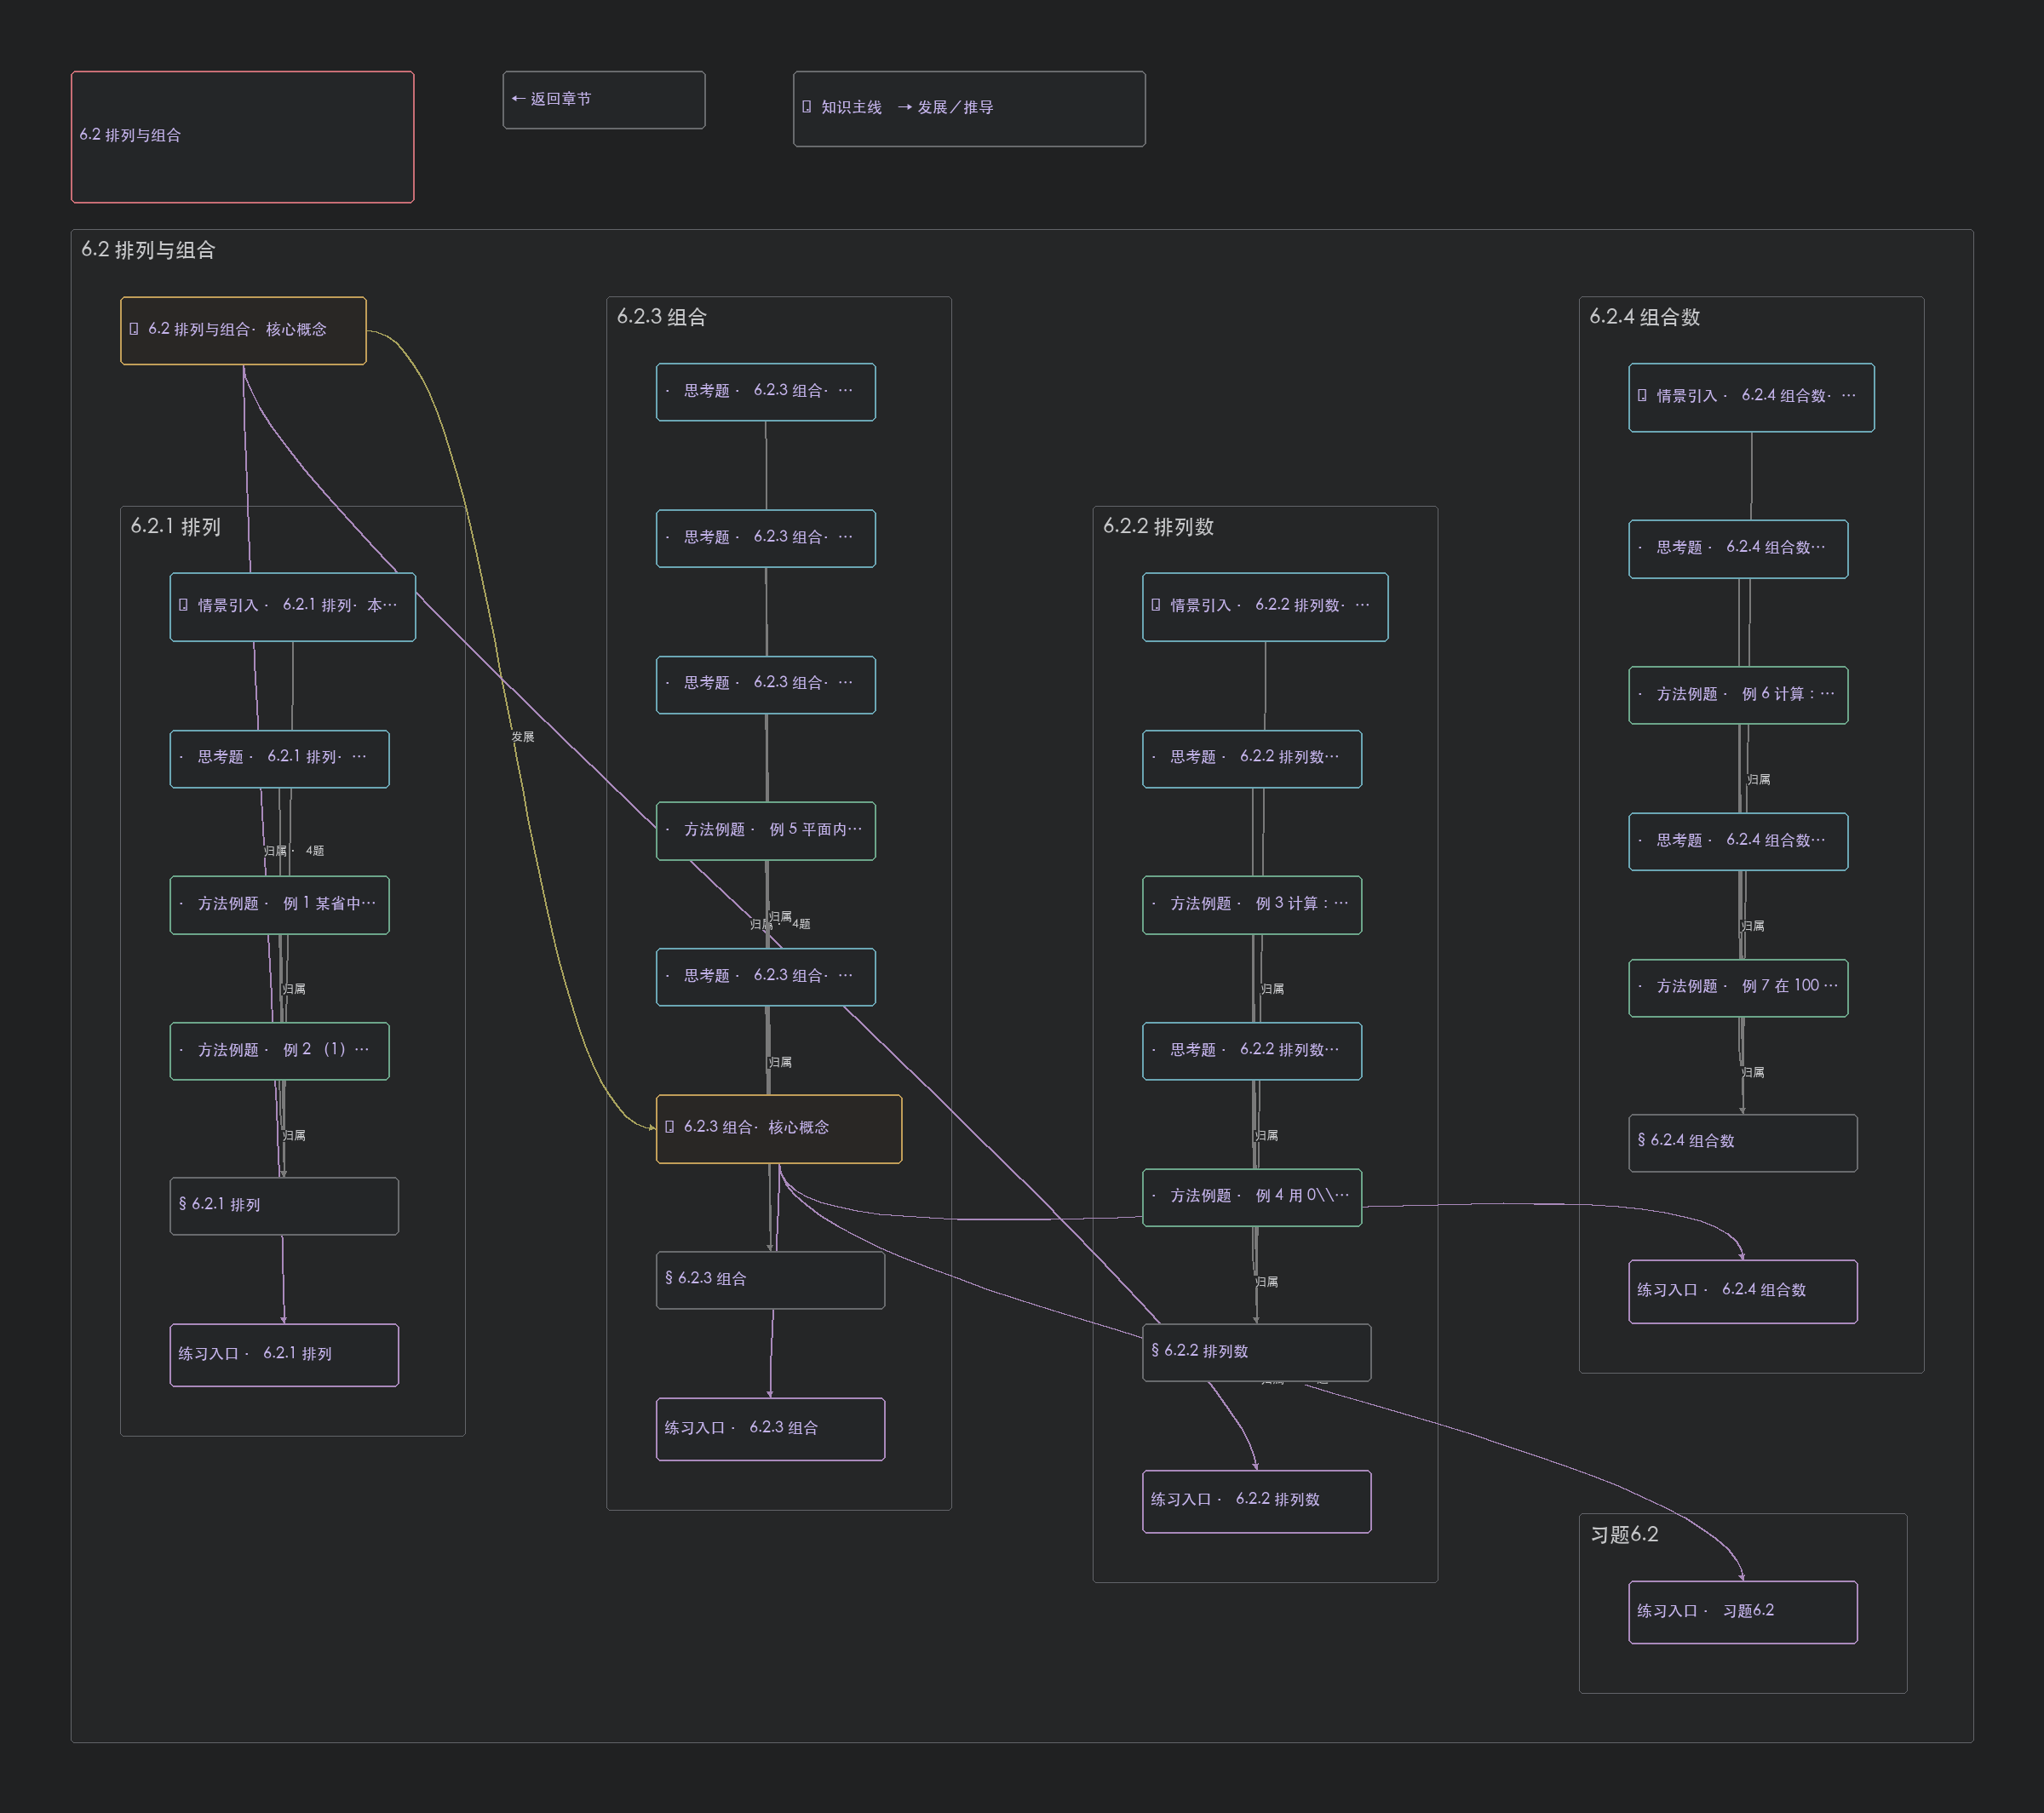 6.2 排列与组合
← 返回章节
知识主线 → 发展／推导
6.2 排列与组合
6.2 排列与组合· 核心概念
发展
6.2.1 排列
情景引入 · 6.2.1 排列· 本…
· 思考题 · 6.2.1 排列· …
归属 · 4题
· 方法例题 · 例 1 某省中…
归属
· 方法例题 · 例 2 （1）…
归属
§ 6.2.1 排列
练习入口 · 6.2.1 排列
6.2.3 组合
· 思考题 · 6.2.3 组合· …
· 思考题 · 6.2.3 组合· …
· 思考题 · 6.2.3 组合· …
· 方法例题 · 例 5 平面内…
归属
归属 · 4题
· 思考题 · 6.2.3 组合· …
归属
6.2.3 组合· 核心概念
§ 6.2.3 组合
练习入口 · 6.2.3 组合
6.2.2 排列数
情景引入 · 6.2.2 排列数· …
· 思考题 · 6.2.2 排列数…
· 方法例题 · 例 3 计算：…
归属
· 思考题 · 6.2.2 排列数…
归属
· 方法例题 · 例 4 用 0\\…
归属
§ 6.2.2 排列数
练习入口 · 6.2.2 排列数
6.2.4 组合数
情景引入 · 6.2.4 组合数· …
· 思考题 · 6.2.4 组合数…
· 方法例题 · 例 6 计算：…
归属
· 思考题 · 6.2.4 组合数…
归属
· 方法例题 · 例 7 在 100 …
归属
§ 6.2.4 组合数
练习入口 · 6.2.4 组合数
习题6.2
练习入口 · 习题6.2